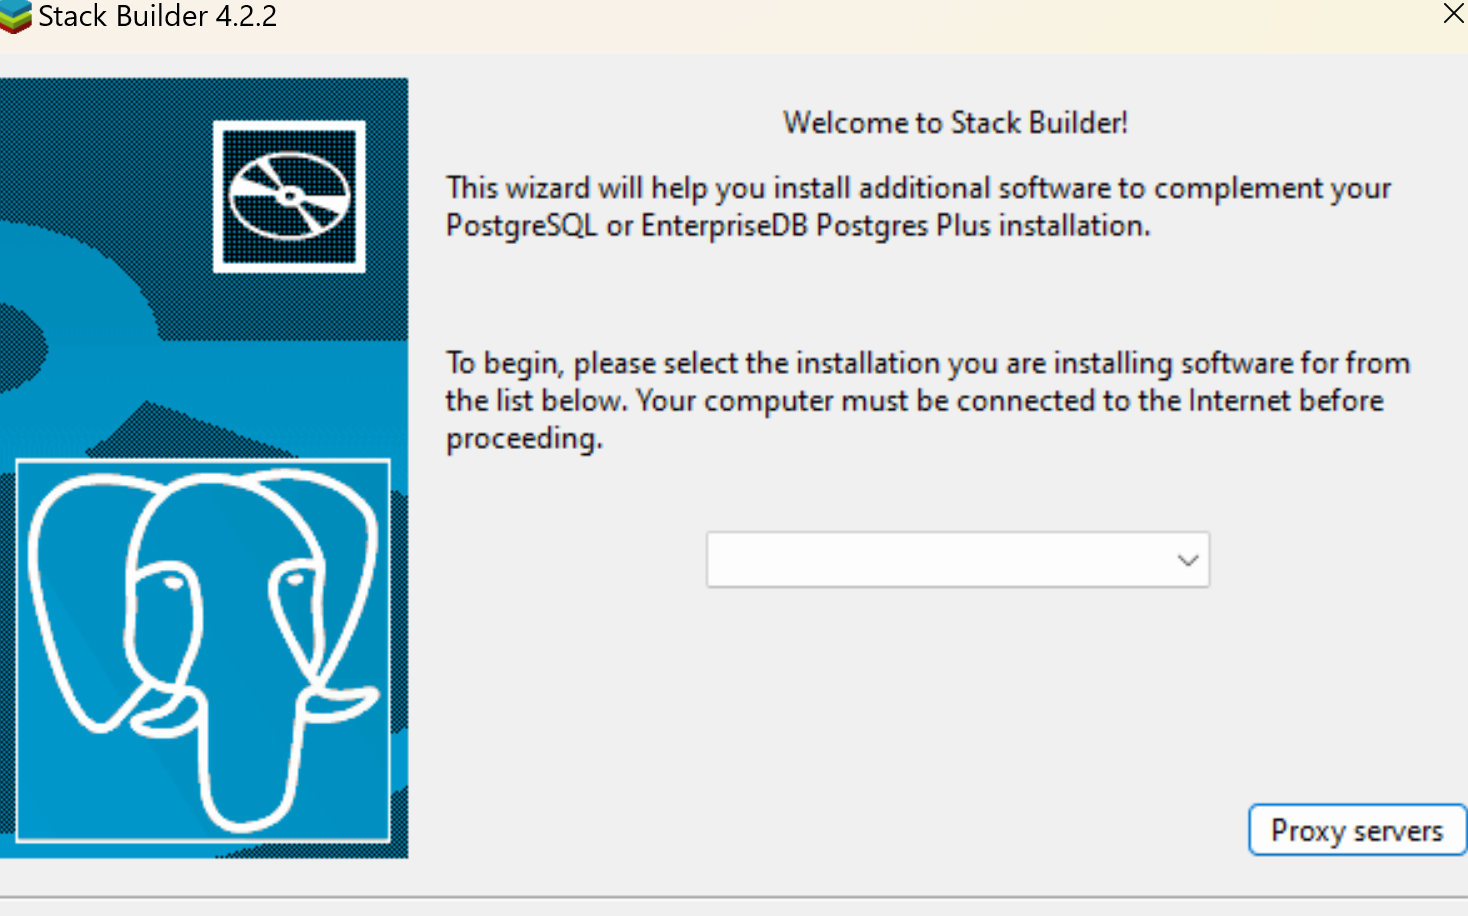 Stack Builder 4.2.2
Welcome to Stack Builder!
This wizard will help you install additional software to complement your
PostgreSQL or EnterpriseDB Postgres Plus installation.
To begin, please select the installation you are installing software for from
the list below. Your computer must be connected to the Internet before
proceeding.
Proxy servers